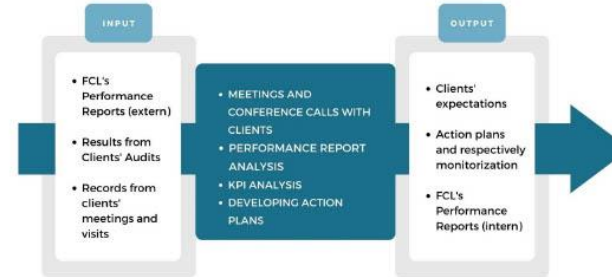 INPUT
• FCL's
Performance
Reports (extern)
• Results from
Clients' Audits
• Records from
clients'
meetings and
visits
• MEETINGS AND
CONFERENCE CALLS WITH
CLIENTS
• PERFORMANCE REPORT
ANALYSIS
• KPI ANALYSIS
• DEVELOPING ACTION
PLANS
OUTPUT
• Clients'
expectations
• Action plans
and respectively
monitorization
• FCL's
Performance
Reports (intern)